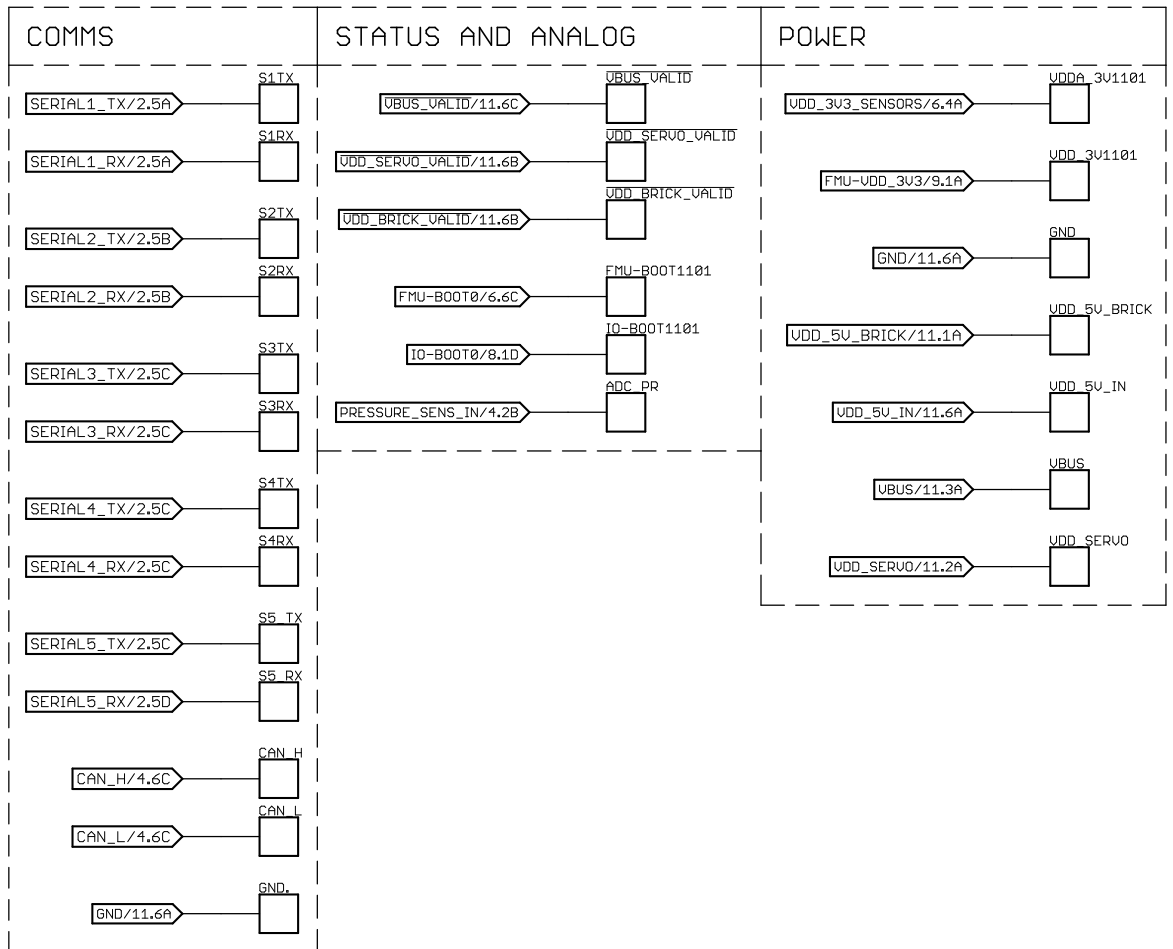 COMMS
S1TX
SERIAL1_TX/2.5A
S1RX
SERIAL1_RX/2.5A
S2TX
SERIAL2_TX/2.5B
S2RX
SERIAL2_RX/2.5B
S3TX
SERIAL3_TX/2.5C
S3RX
SERIAL3_RX/2.5C
S4TX
SERIAL4_TX/2.5C
S4RX
SERIAL4_RX/2.5C
S5_TX
SERIAL5_TX/2.5C
S5_RX
SERIAL5_RX/2.5D
CAN_H
CAN_H/4.6C
CAN_L
CAN_L/4.6C
GND.
GND/11.6A
STATUS AND ANALOG
VBUS_VALID
VBUS_VALID/11.6C
VDD_SERVO_VALID
VDD_SERVO_VALID/11.6B
VDD_BRICK_VALID
VDD_BRICK_VALID/11.6B
FMU-BOOT1101
FMU-BOOT0/6.6C
IO-BOOT1101
IO-BOOT0/8.1D
ADC_PR
PRESSURE_SENS_IN/4.2B
POWER
VDDA_3V1101
VDD_3V3_SENSORS/6.4A
VDD_3V1101
FMU-VDD_3V3/9.1A
GND
GND/11.6A
VDD_5V_BRICK
VDD_5V_BRICK/11.1A
VDD_5V_IN
VDD_5V_IN/11.6A
VBUS
VBUS/11.3A
VDD_SERVO
VDD_SERVO/11.2A